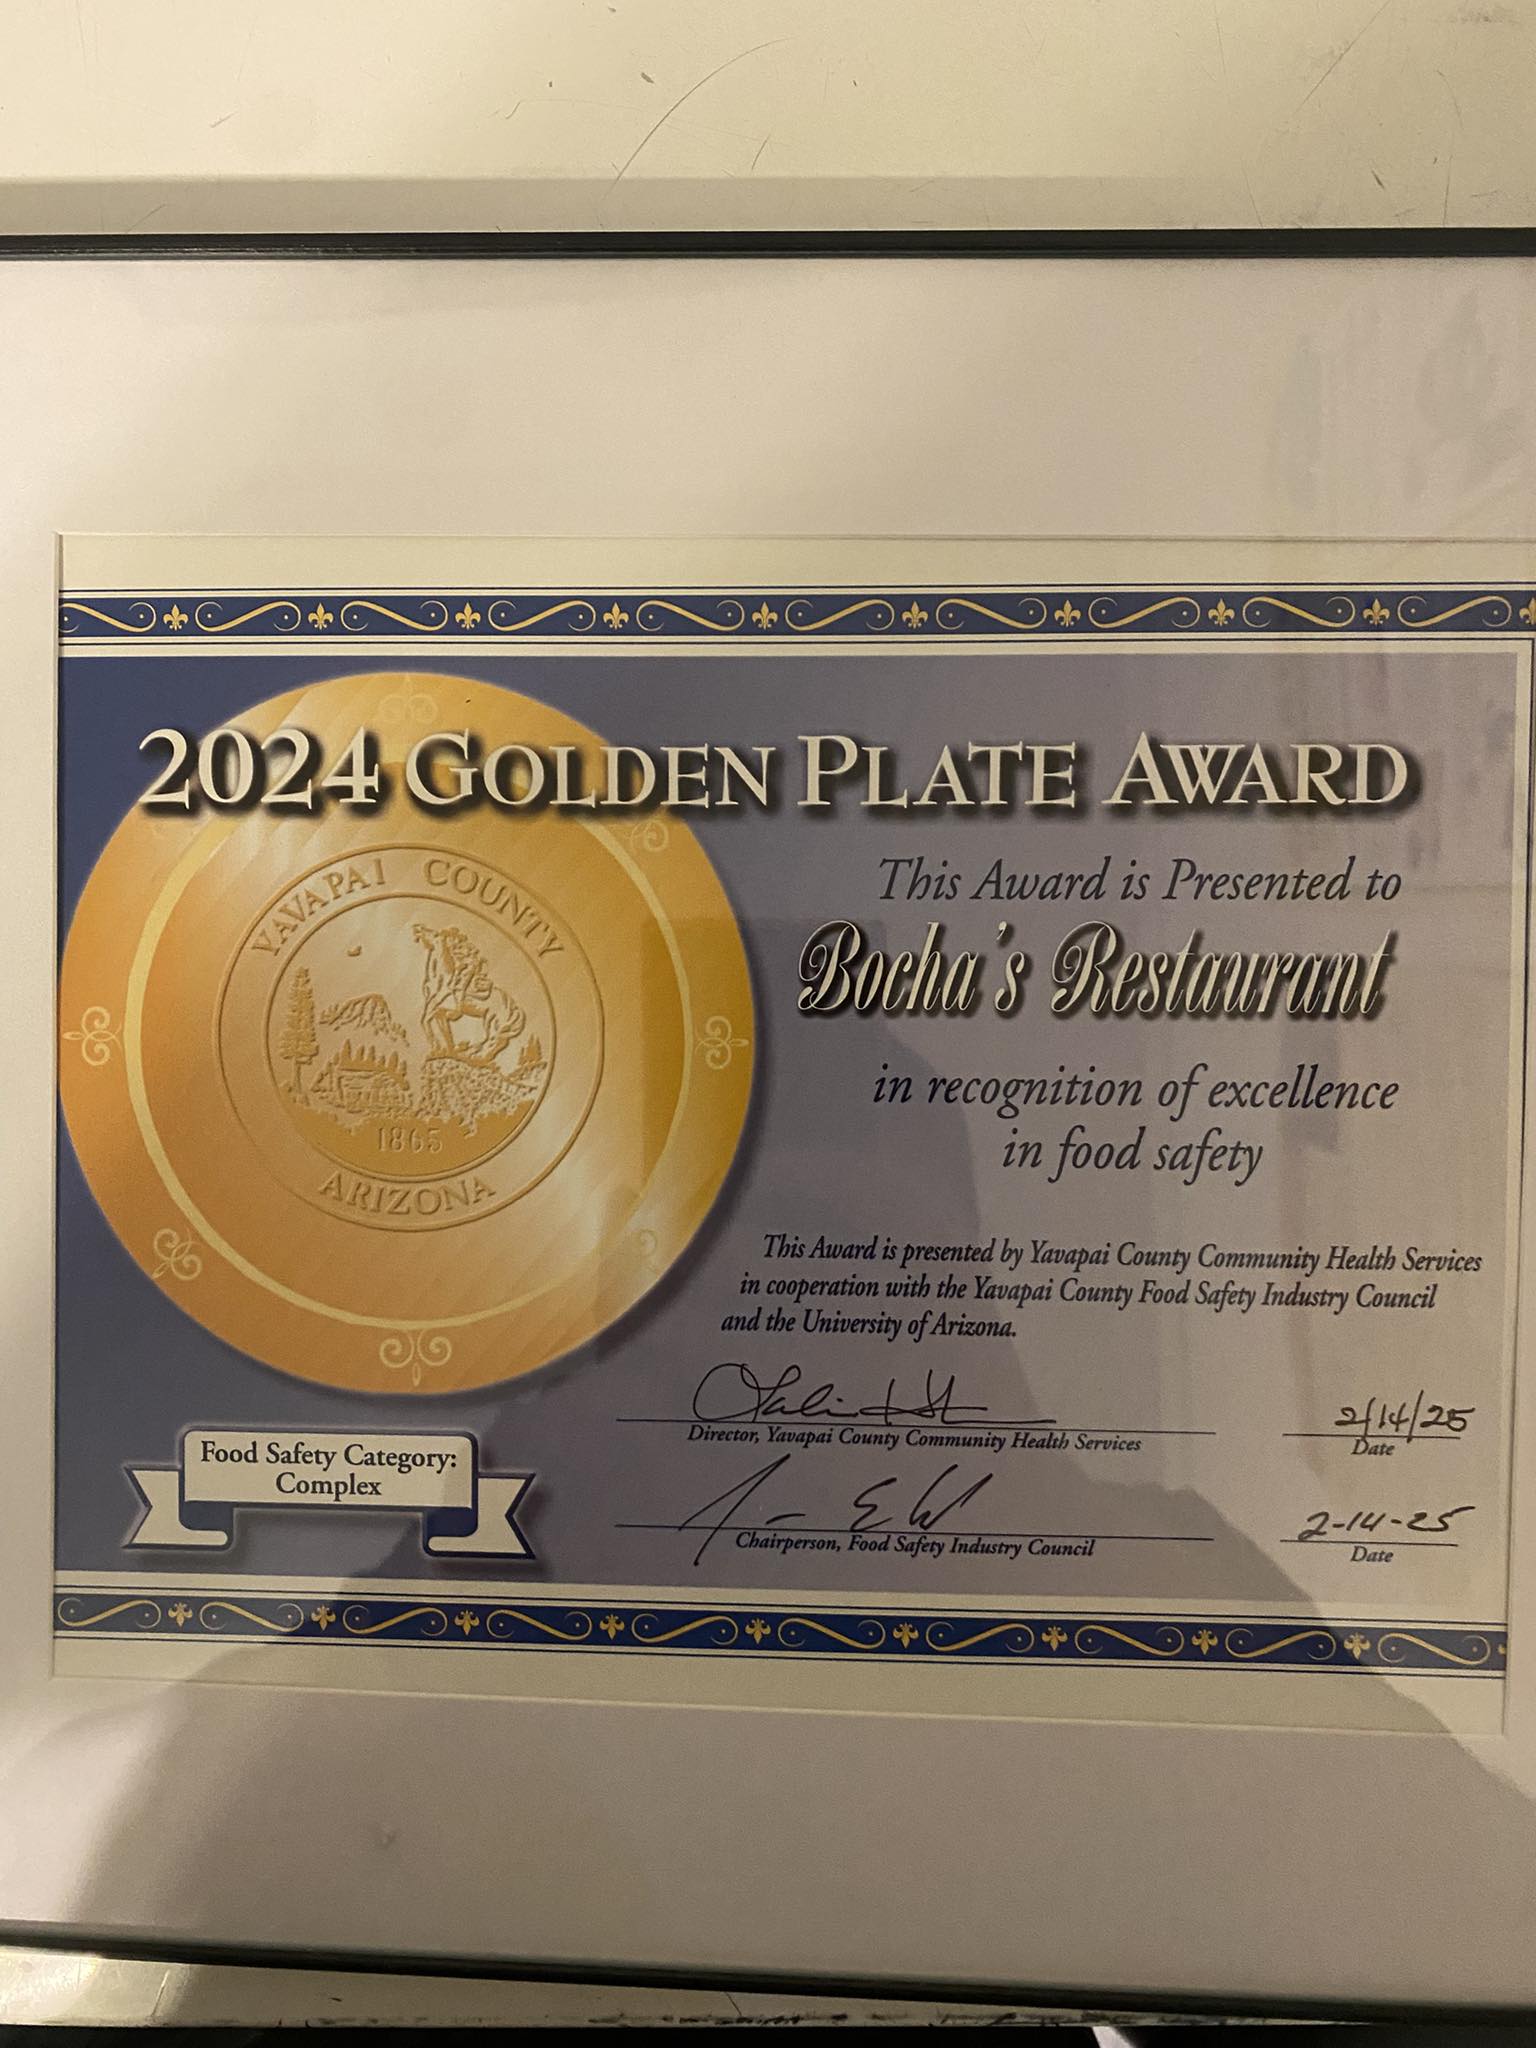 2024 GOLDEN PLATE AWARD
This Award is Presented to
Bocha's Restaurant
in recognition of excellence
in food safety
YAVAPAI COUNTY
1865
ARIZONA
This Award is presented by Yavapai County Community Health Services
in cooperation with the Yavapai County Food Safety Industry Council
and the University of Arizona.
2/14/25
Director, Yavapai County Community Health Services
Date
Food Safety Category:
Complex
2-14-25
Chairperson, Food Safety Industry Council
Date